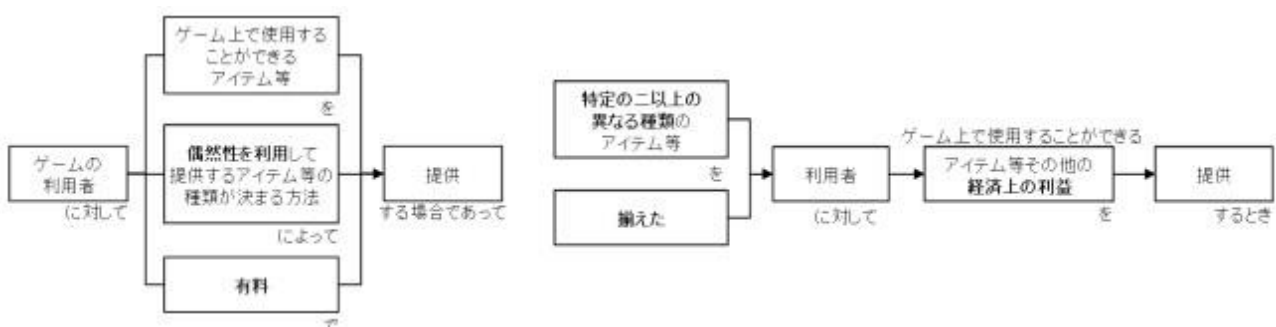 ゲームの
利用者
に対して
ゲーム上で使用する
ことができる
アイテム等
を
偶然性を利用して
提供するアイテム等の
種類が決まる方法
によって
有料
で
提供
する場合であって
特定の二以上の
異なる種類の
アイテム等
を
揃えた
利用者
に対して
ゲーム上で使用することができる
アイテム等その他の
経済上の利益
を
提供
するとき